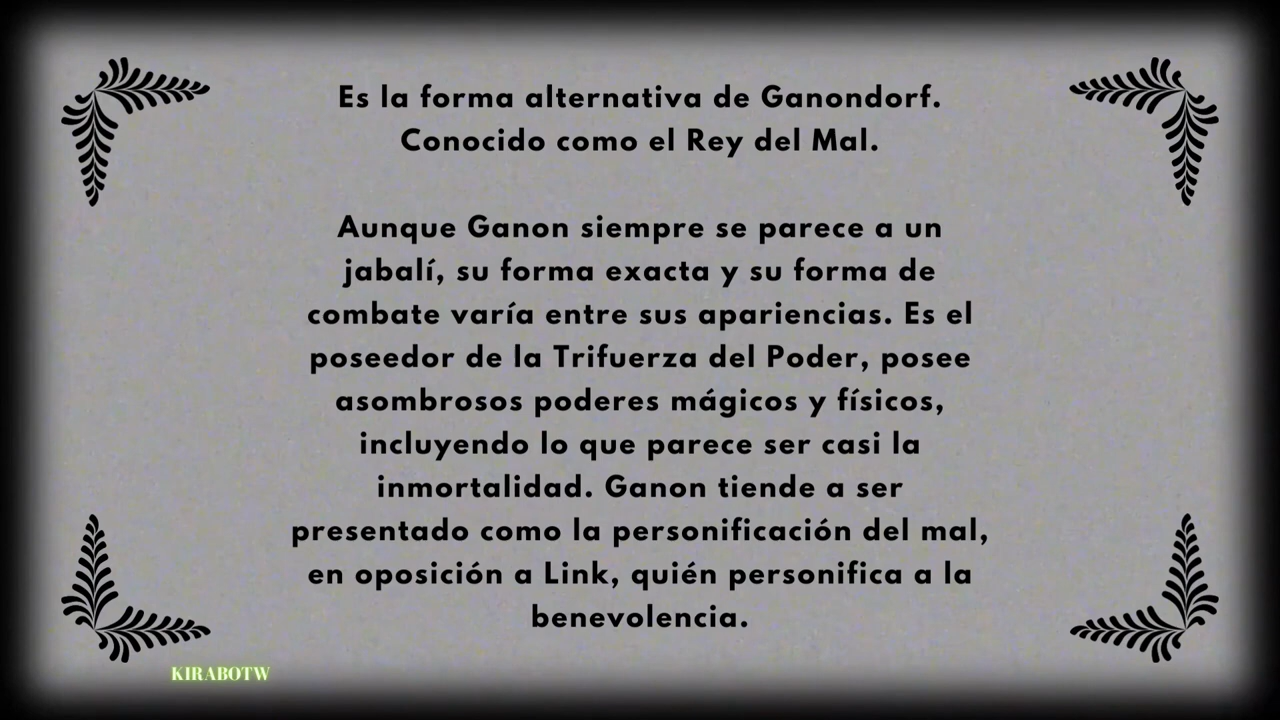 Es la forma alternativa de Ganondorf.
Conocido como el Rey del Mal.
Aunque Ganon siempre se parece a un
jabalí, su forma exacta y su forma de
combate varía entre sus apariencias. Es el
poseedor de la Trifuerza del Poder, posee
asombrosos poderes mágicos y físicos,
incluyendo lo que parece ser casi la
inmortalidad. Ganon tiende a ser
presentado como la personificación del mal,
en oposición a Link, quién personifica a la
benevolencia.
KIRABOTW